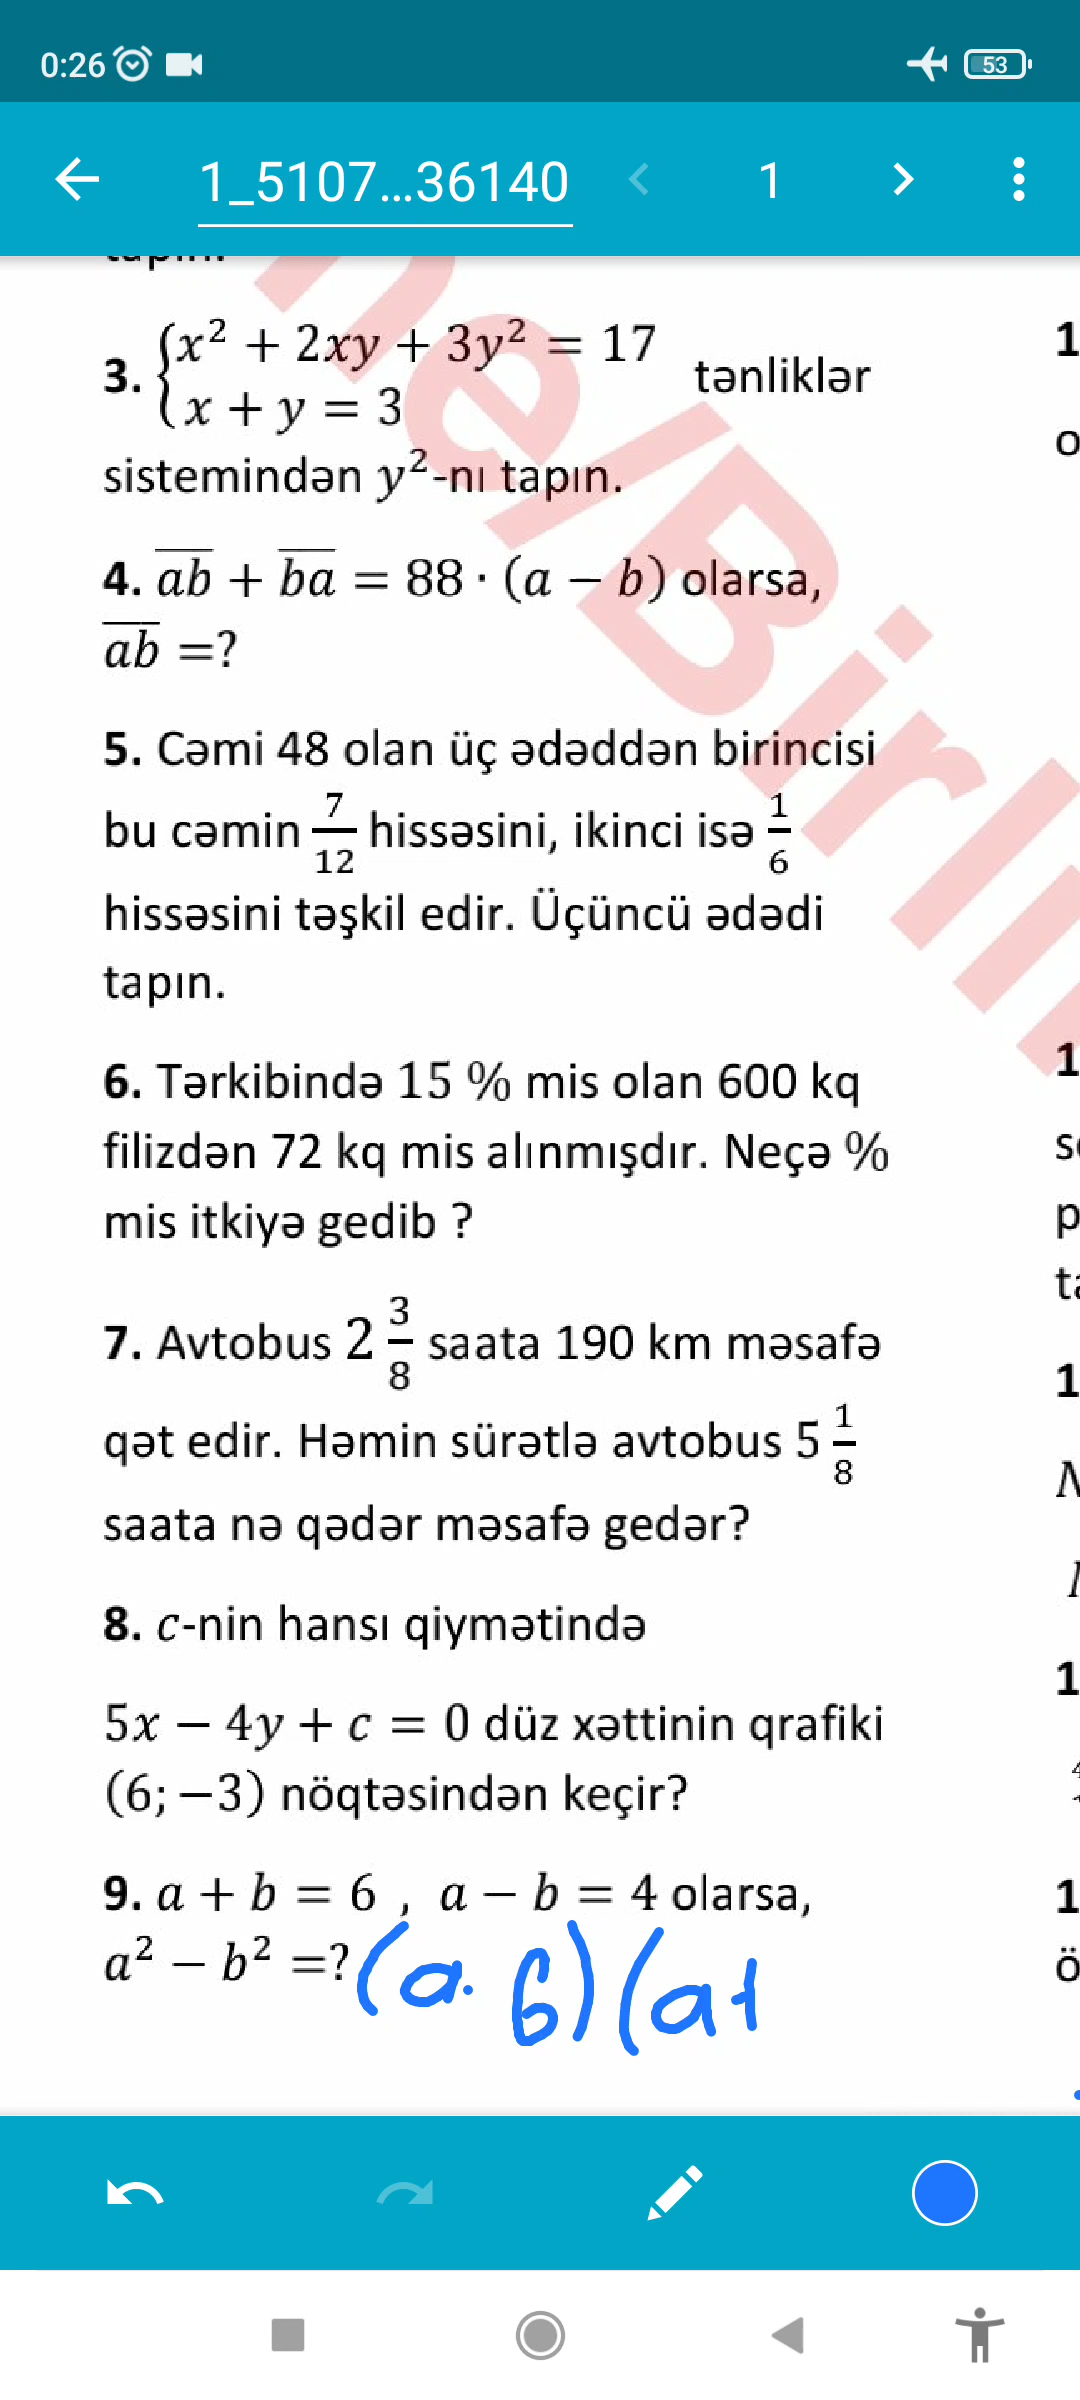 0:26 53
1_5107...36140 < 1 >
3. {x² + 2xy + 3y² = 17
x + y = 3 tənliklər
sistemindən y²-nı tapın.
4. a̅b̅ + b̅a̅ = 88 · (a − b) olarsa,
a̅b̅ =?
5. Cəmi 48 olan üç ədəddən birincisi
bu cəmin 7/12 hissəsini, ikinci isə 1/6
hissəsini təşkil edir. Üçüncü ədədi
tapın.
6. Tərkibində 15 % mis olan 600 kq
filizdən 72 kq mis alınmışdır. Neçə %
mis itkiyə gedib ?
7. Avtobus 2 3/8 saata 190 km məsafə
qət edir. Həmin sürətlə avtobus 5 1/8
saata nə qədər məsafə gedər?
8. c-nin hansı qiymətində
5x − 4y + c = 0 düz xəttinin qrafiki
(6; −3) nöqtəsindən keçir?
9. a + b = 6 , a − b = 4 olarsa,
a² − b² =? (a. b) (a+